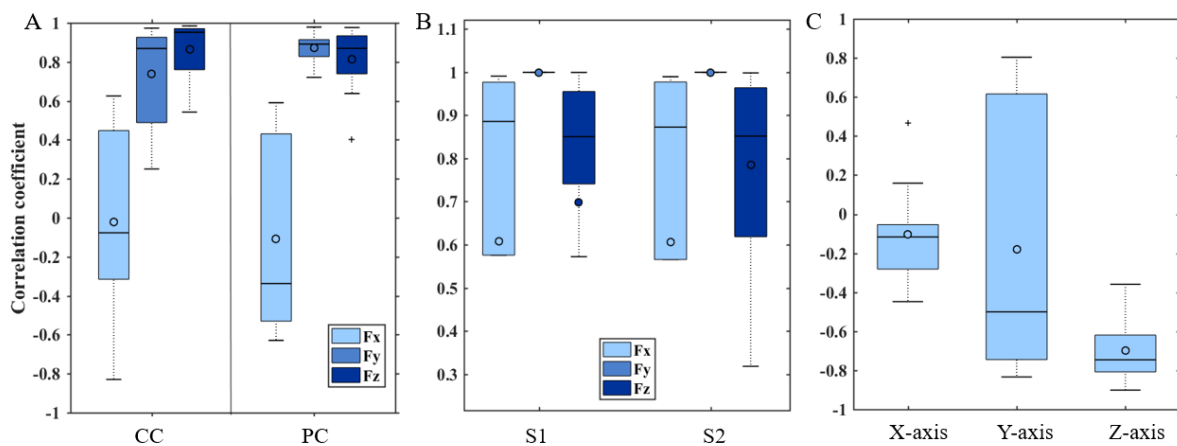 A
Correlation coefficient
1
0.8
0.6
0.4
0.2
0
-0.2
-0.4
-0.6
-0.8
-1
Fx
Fy
Fz
CC
PC
B
1.1
1
0.9
0.8
0.7
0.6
0.5
0.4
0.3
Fx
Fy
Fz
S1
S2
C
1
0.8
0.6
0.4
0.2
0
-0.2
-0.4
-0.6
-0.8
-1
X-axis
Y-axis
Z-axis